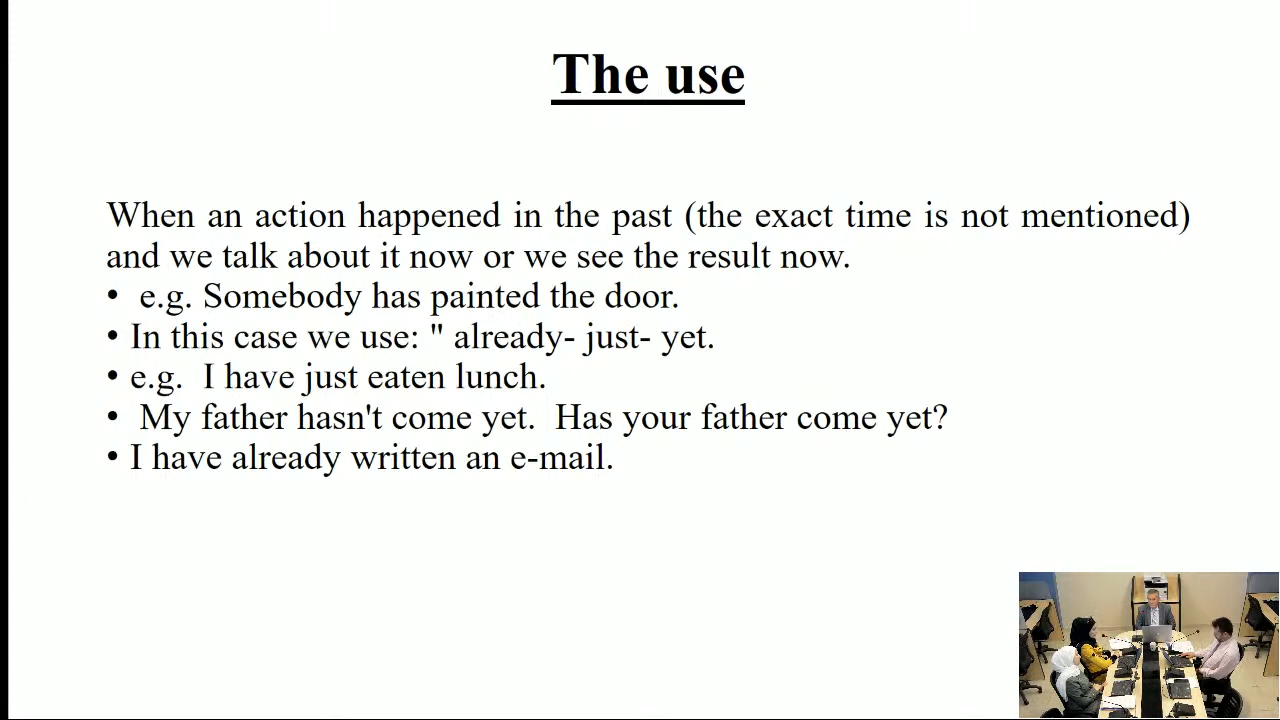 The use
When an action happened in the past (the exact time is not mentioned)
and we talk about it now or we see the result now.
• e.g. Somebody has painted the door.
• In this case we use: " already- just- yet.
• e.g.  I have just eaten lunch.
• My father hasn't come yet.  Has your father come yet?
• I have already written an e-mail.